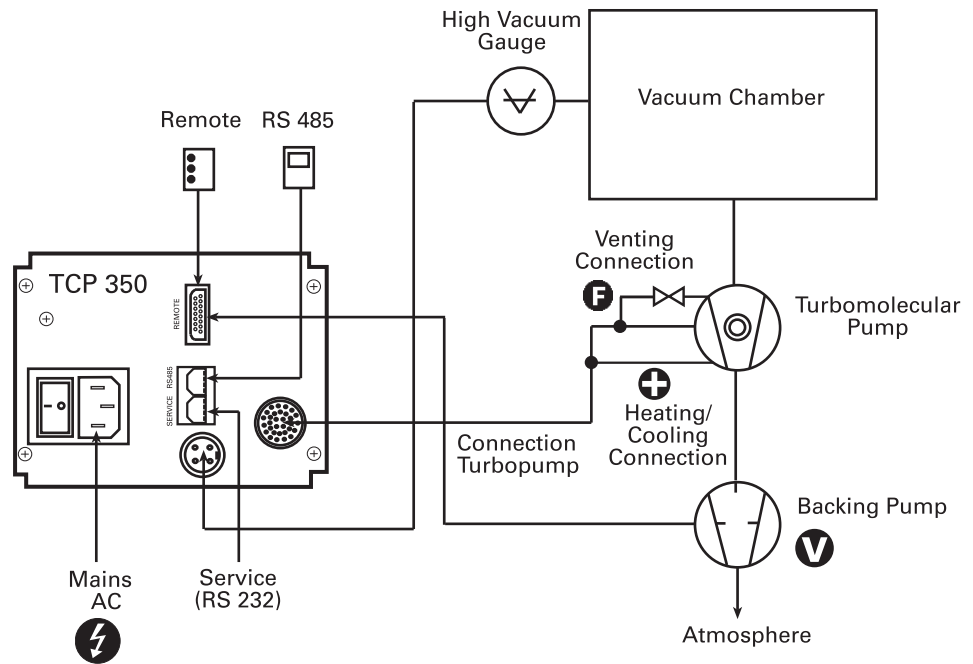 High Vacuum
Gauge
Vacuum Chamber
Remote
RS 485
Venting
Connection
F
TCP 350
REMOTE
Turbomolecular
Pump
RS485
SERVICE
Heating/
Cooling
Connection
Connection
Turbopump
Backing Pump
V
Mains
AC
Service
(RS 232)
Atmosphere